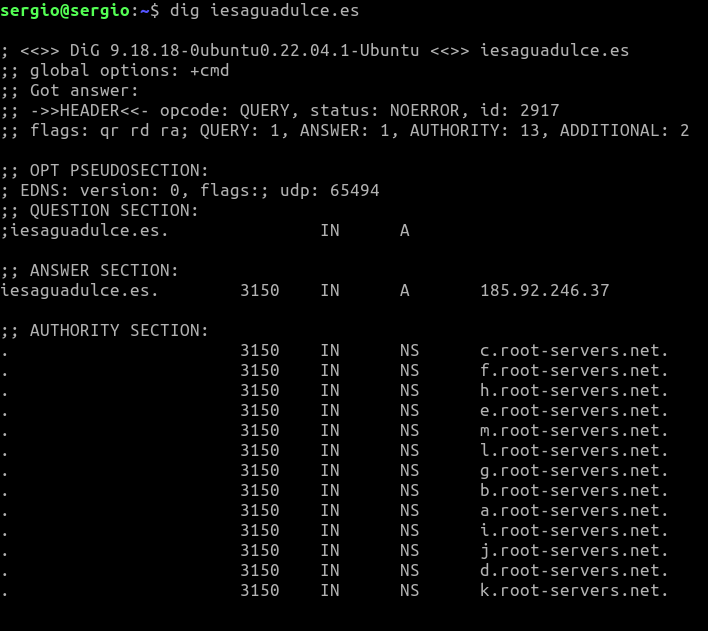 sergio@sergio:~$ dig iesaguadulce.es
; <<>> DiG 9.18.18-0ubuntu0.22.04.1-Ubuntu <<>> iesaguadulce.es
;; global options: +cmd
;; Got answer:
;; ->>HEADER<<- opcode: QUERY, status: NOERROR, id: 2917
;; flags: qr rd ra; QUERY: 1, ANSWER: 1, AUTHORITY: 13, ADDITIONAL: 2
;; OPT PSEUDOSECTION:
; EDNS: version: 0, flags:; udp: 65494
;; QUESTION SECTION:
;iesaguadulce.es. IN A
;; ANSWER SECTION:
iesaguadulce.es. 3150 IN A 185.92.246.37
;; AUTHORITY SECTION:
. 3150 IN NS c.root-servers.net.
. 3150 IN NS f.root-servers.net.
. 3150 IN NS h.root-servers.net.
. 3150 IN NS e.root-servers.net.
. 3150 IN NS m.root-servers.net.
. 3150 IN NS l.root-servers.net.
. 3150 IN NS g.root-servers.net.
. 3150 IN NS b.root-servers.net.
. 3150 IN NS a.root-servers.net.
. 3150 IN NS i.root-servers.net.
. 3150 IN NS j.root-servers.net.
. 3150 IN NS d.root-servers.net.
. 3150 IN NS k.root-servers.net.